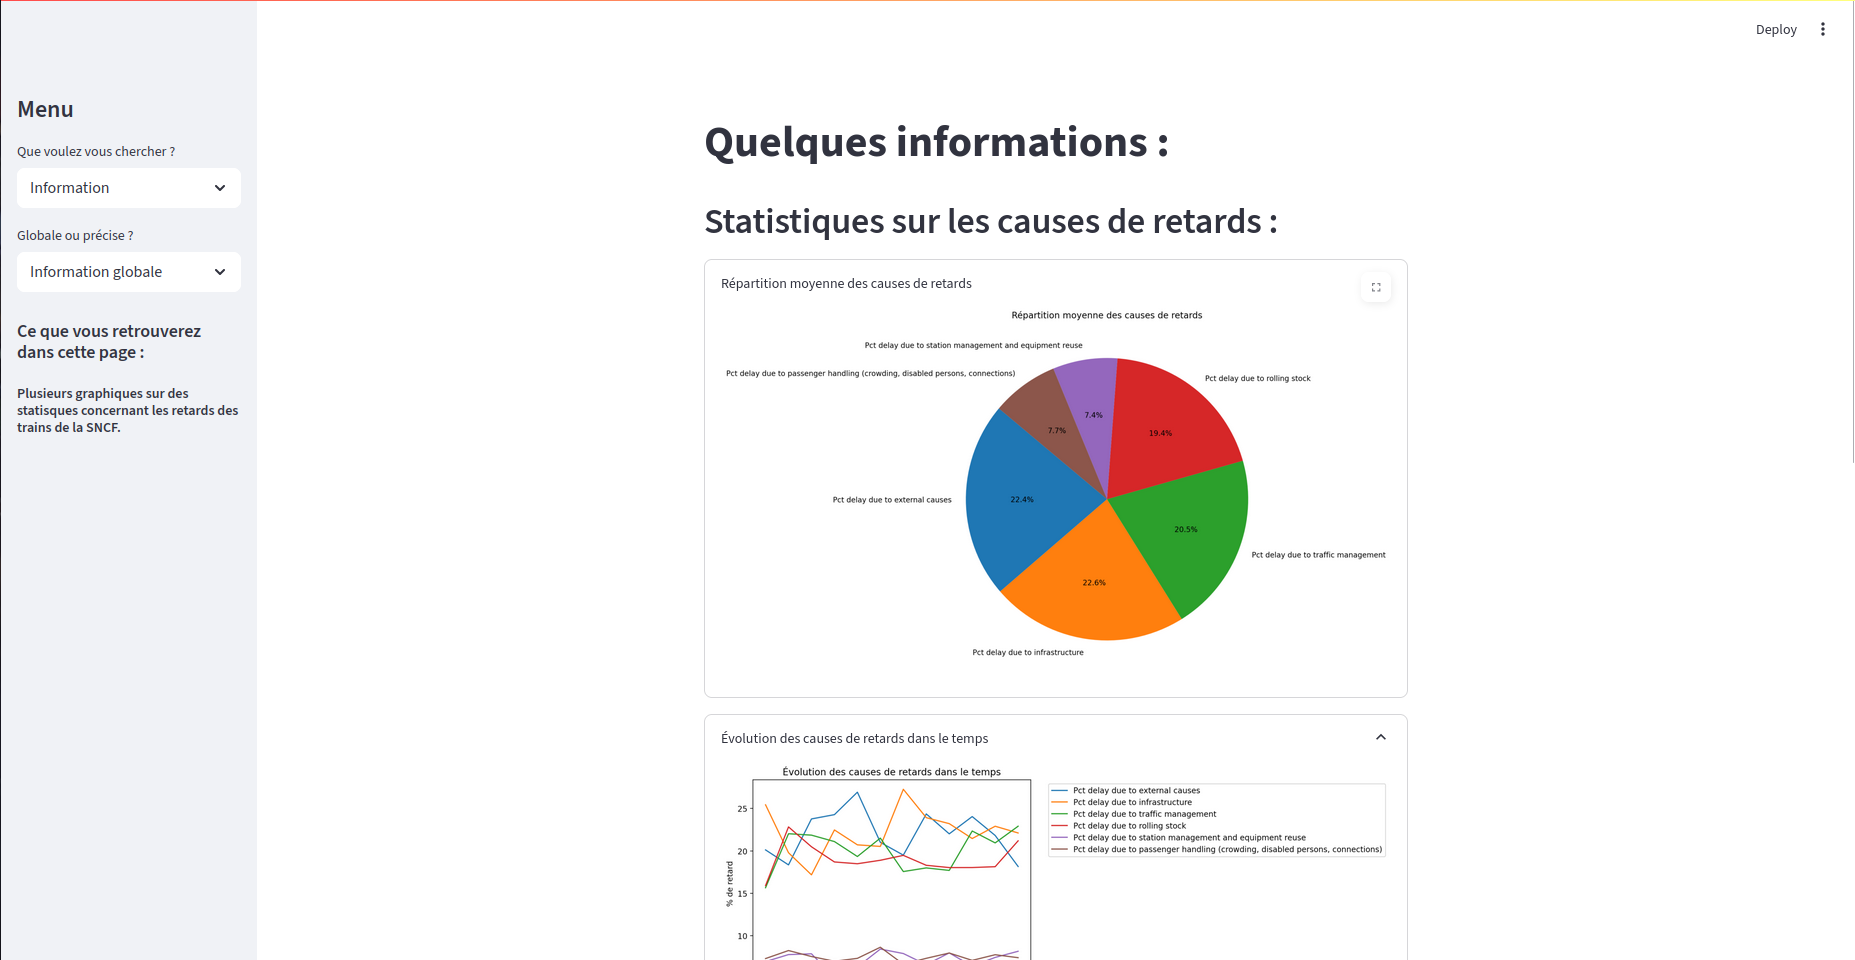 Deploy
Menu
Que voulez vous chercher ?
Information
Globale ou précise ?
Information globale
Ce que vous retrouverez
dans cette page :
Plusieurs graphiques sur des
statisques concernant les retards des
trains de la SNCF.
Quelques informations :
Statistiques sur les causes de retards :
Répartition moyenne des causes de retards
Répartition moyenne des causes de retards
Pct delay due to station management and equipment reuse
Pct delay due to passenger handling (crowding, disabled persons, connections)
Pct delay due to rolling stock
7.4%
7.7%
19.4%
Pct delay due to external causes
22.4%
20.5%
Pct delay due to traffic management
22.6%
Pct delay due to infrastructure
Évolution des causes de retards dans le temps
Évolution des causes de retards dans le temps
Pct delay due to external causes
Pct delay due to infrastructure
Pct delay due to traffic management
Pct delay due to rolling stock
Pct delay due to station management and equipment reuse
Pct delay due to passenger handling (crowding, disabled persons, connections)
% de retard
25
20
15
10